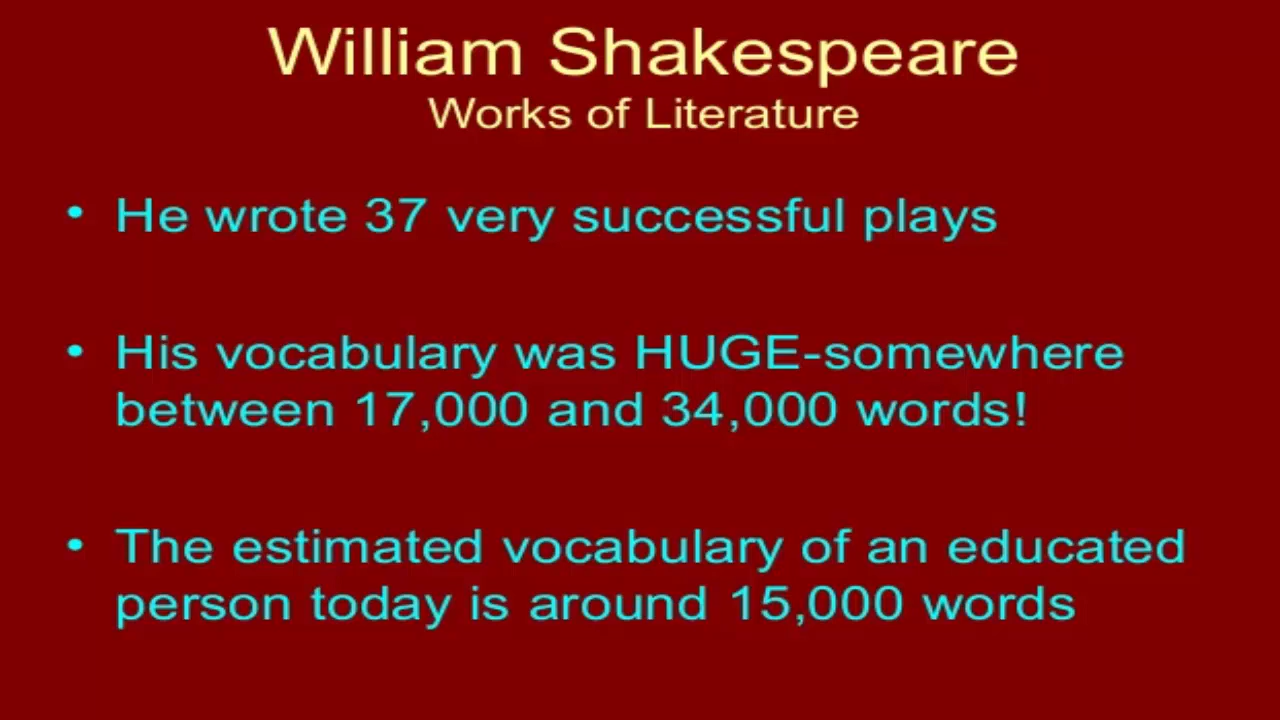 William Shakespeare
Works of Literature
• He wrote 37 very successful plays
• His vocabulary was HUGE-somewhere
between 17,000 and 34,000 words!
• The estimated vocabulary of an educated
person today is around 15,000 words